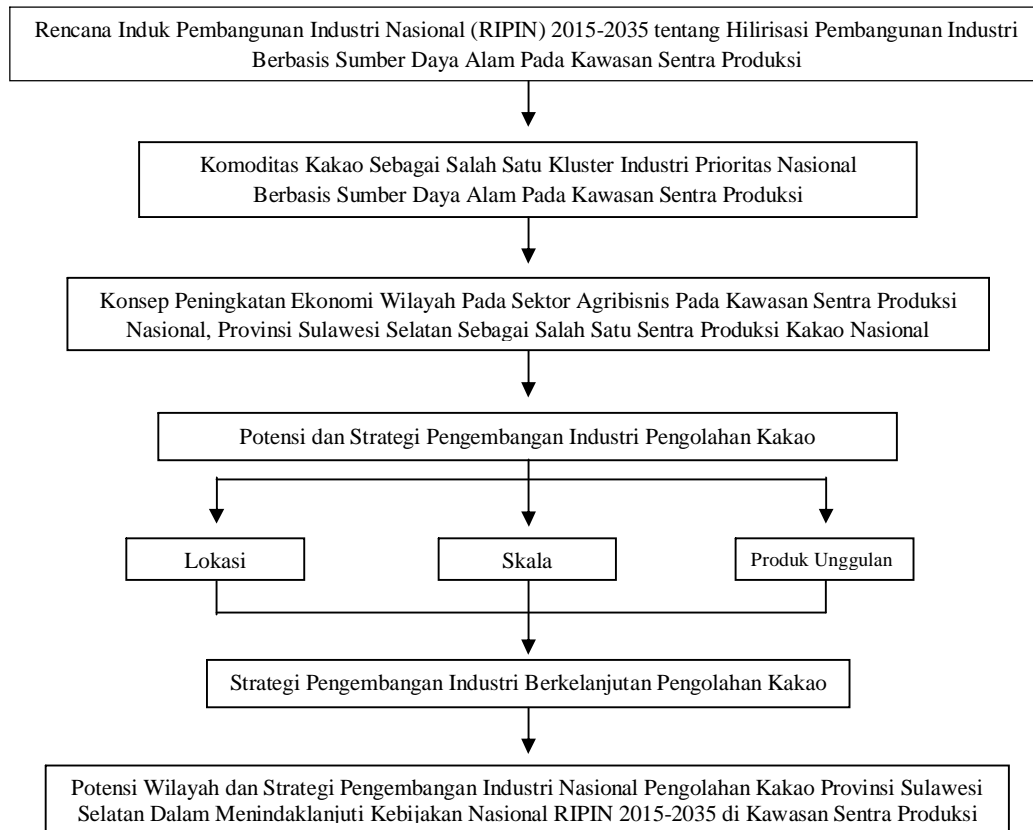 Rencana Induk Pembangunan Industri Nasional (RIPIN) 2015-2035 tentang Hilirisasi Pembangunan Industri
Berbasis Sumber Daya Alam Pada Kawasan Sentra Produksi
Komoditas Kakao Sebagai Salah Satu Kluster Industri Prioritas Nasional
Berbasis Sumber Daya Alam Pada Kawasan Sentra Produksi
Konsep Peningkatan Ekonomi Wilayah Pada Sektor Agribisnis Pada Kawasan Sentra Produksi
Nasional, Provinsi Sulawesi Selatan Sebagai Salah Satu Sentra Produksi Kakao Nasional
Potensi dan Strategi Pengembangan Industri Pengolahan Kakao
Lokasi
Skala
Produk Unggulan
Strategi Pengembangan Industri Berkelanjutan Pengolahan Kakao
Potensi Wilayah dan Strategi Pengembangan Industri Nasional Pengolahan Kakao Provinsi Sulawesi
Selatan Dalam Menindaklanjuti Kebijakan Nasional RIPIN 2015-2035 di Kawasan Sentra Produksi